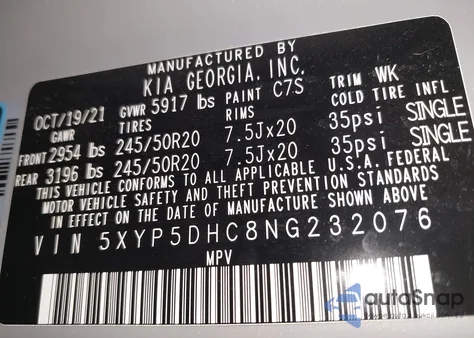 MANUFACTURED BY
KIA GEORGIA, INC.
OCT/19/21 GVWR 5917 lbs PAINT C7S TRIM WK
GAWR TIRES RIMS COLD TIRE INFL
FRONT 2954 lbs 245/50R20 7.5Jx20 35psi SINGLE
REAR 3196 lbs 245/50R20 7.5Jx20 35psi SINGLE
THIS VEHICLE CONFORMS TO ALL APPLICABLE U.S.A. FEDERAL
MOTOR VEHICLE SAFETY AND THEFT PREVENTION STANDARDS
IN EFFECT ON THE DATE OF MANUFACTURE SHOWN ABOVE
VIN 5XYP5DHC8NG232076
MPV
autoSnap